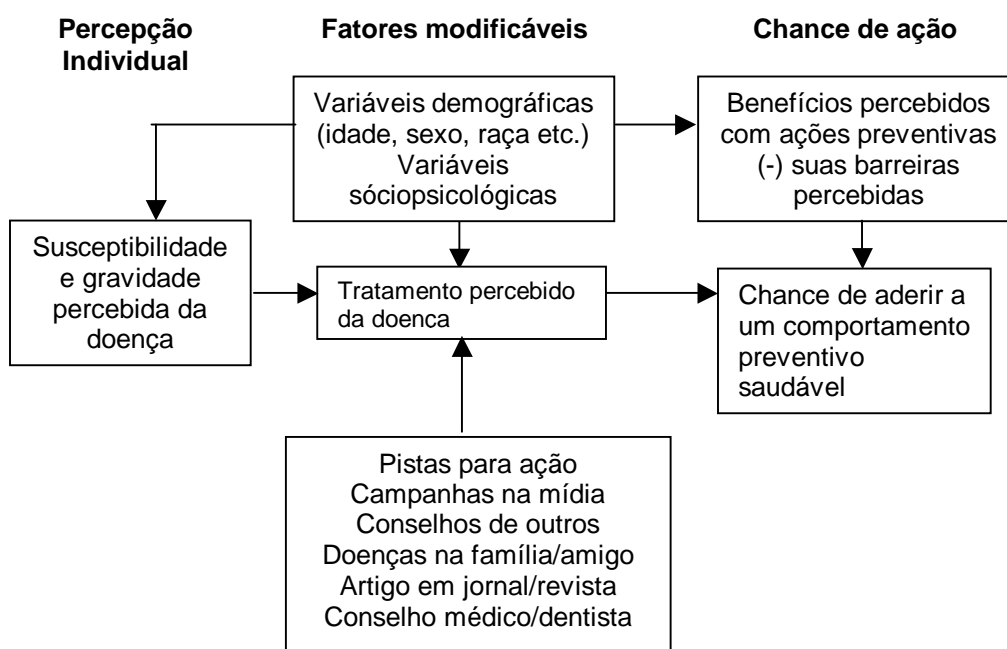 Percepção
Individual
Fatores modificáveis
Chance de ação
Variáveis demográficas
(idade, sexo, raça etc.)
Variáveis
sóciopsicológicas
Benefícios percebidos
com ações preventivas
(-) suas barreiras
percebidas
Susceptibilidade
e gravidade
percebida da
doença
Tratamento percebido
da doenca
Chance de aderir a
um comportamento
preventivo
saudável
Pistas para ação
Campanhas na mídia
Conselhos de outros
Doenças na família/amigo
Artigo em jornal/revista
Conselho médico/dentista